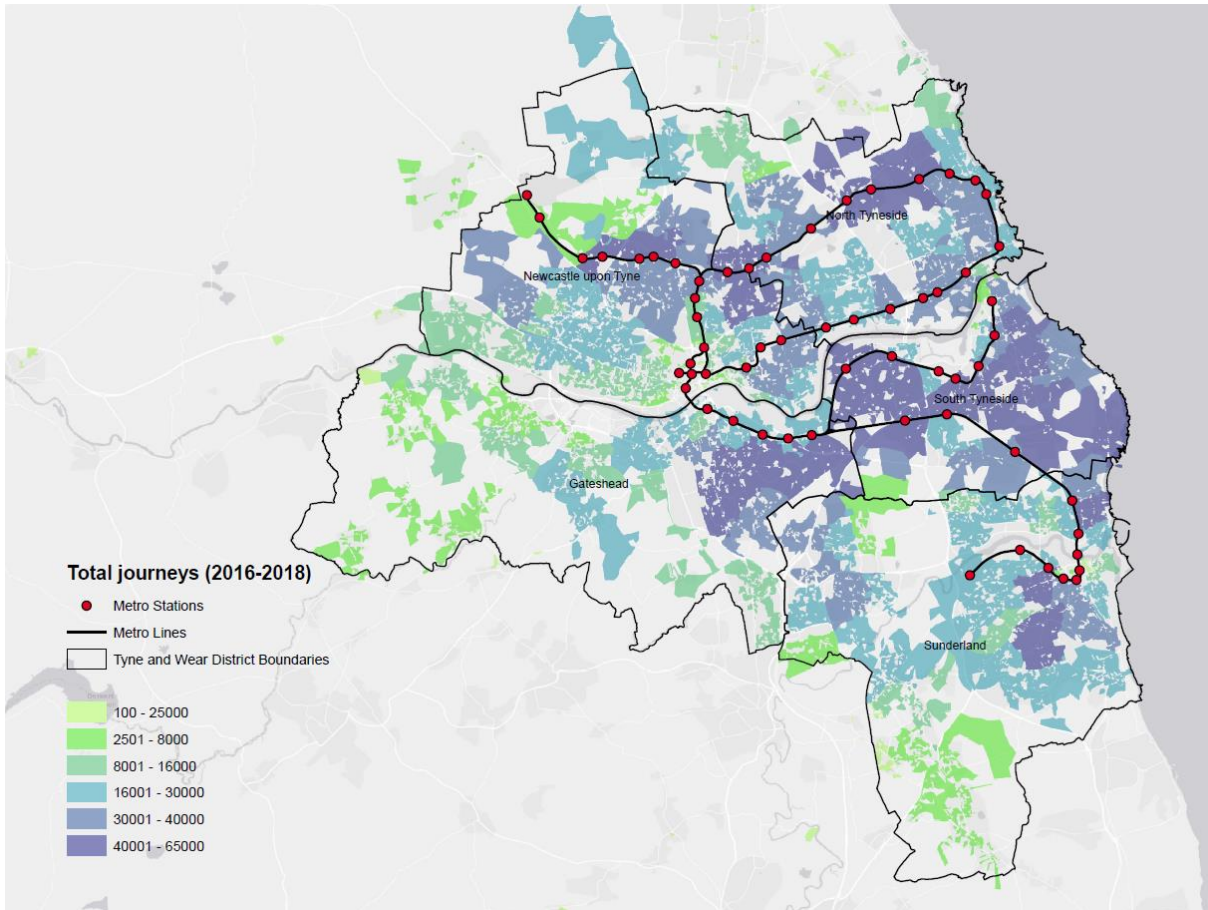 North Tyneside
Newcastle upon Tyne
South Tyneside
Gateshead
Sunderland
Total journeys (2016-2018)
Metro Stations
Metro Lines
Tyne and Wear District Boundaries
100 - 25000
2501 - 8000
8001 - 16000
16001 - 30000
30001 - 40000
40001 - 65000